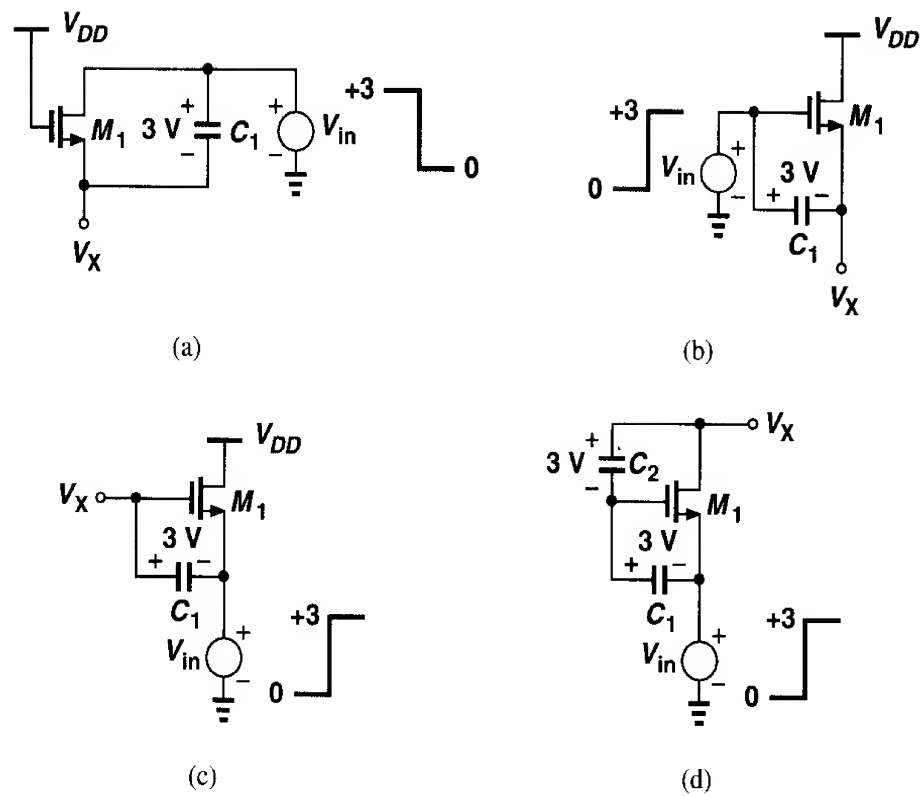 V_DD
M_1
3 V
+
−
C_1
+
−
V_in
+3
0
V_X
(a)
V_DD
M_1
+3
0
V_in
+
−
3 V
+
−
C_1
V_X
(b)
V_DD
V_X
M_1
3 V
+
−
C_1
V_in
+
−
+3
0
(c)
V_X
+
3 V
−
C_2
M_1
3 V
+
−
C_1
V_in
+
−
+3
0
(d)